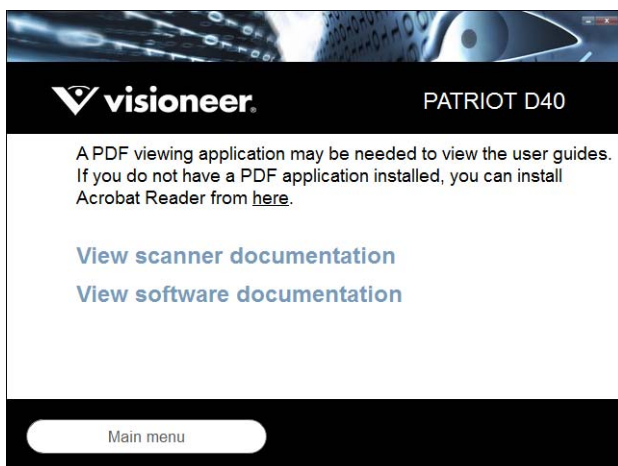 visioneer®
PATRIOT D40
A PDF viewing application may be needed to view the user guides.
If you do not have a PDF application installed, you can install
Acrobat Reader from here.
View scanner documentation
View software documentation
Main menu